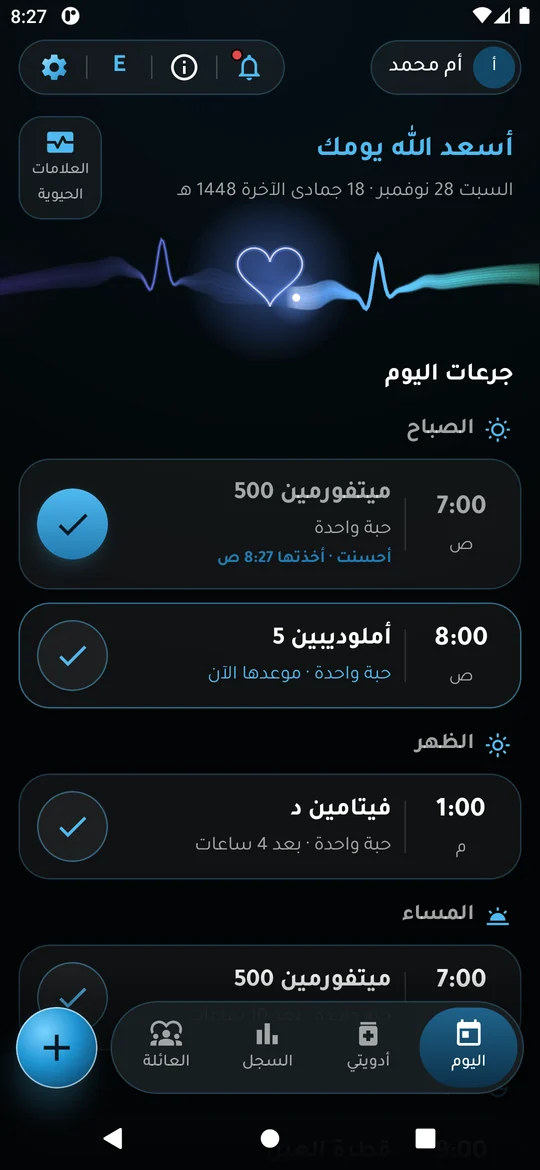 8:27
أم محمد
أ
E
أسعد الله يومك
السبت 28 نوفمبر · 18 جمادى الآخرة 1448 هـ
العلامات
الحيوية
جرعات اليوم
الصباح
7:00
ص
ميتفورمين 500
حبة واحدة
أحسنت · أخذتها 8:27 ص
8:00
ص
أملوديبين 5
حبة واحدة · موعدها الآن
الظهر
1:00
م
فيتامين د
حبة واحدة · بعد 4 ساعات
المساء
7:00
ميتفورمين 500
اليوم
أدويتي
السجل
العائلة
9:00